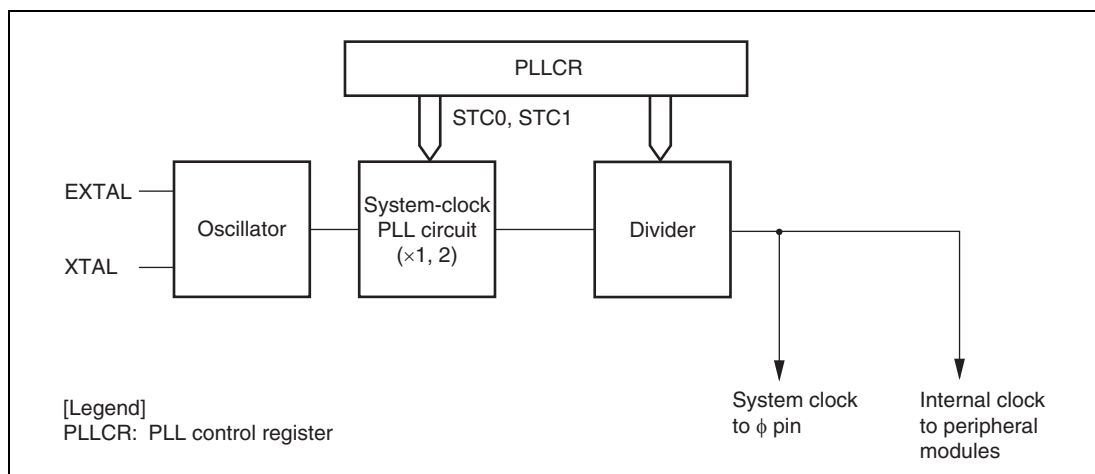 PLLCR
STC0, STC1
EXTAL
XTAL
Oscillator
System-clock
PLL circuit
(×1, 2)
Divider
System clock
to ϕ pin
Internal clock
to peripheral
modules
[Legend]
PLLCR: PLL control register